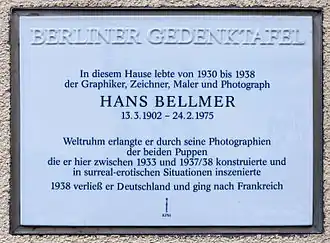 BERLINER GEDENKTAFEL
In diesem Hause lebte von 1930 bis 1938
der Graphiker, Zeichner, Maler und Photograph
HANS BELLMER
13.3.1902 – 24.2.1975
Weltruhm erlangte er durch seine Photographien
der beiden Puppen
die er hier zwischen 1933 und 1937/38 konstruierte und
in surreal-erotischen Situationen inszenierte
1938 verließ er Deutschland und ging nach Frankreich
KPM